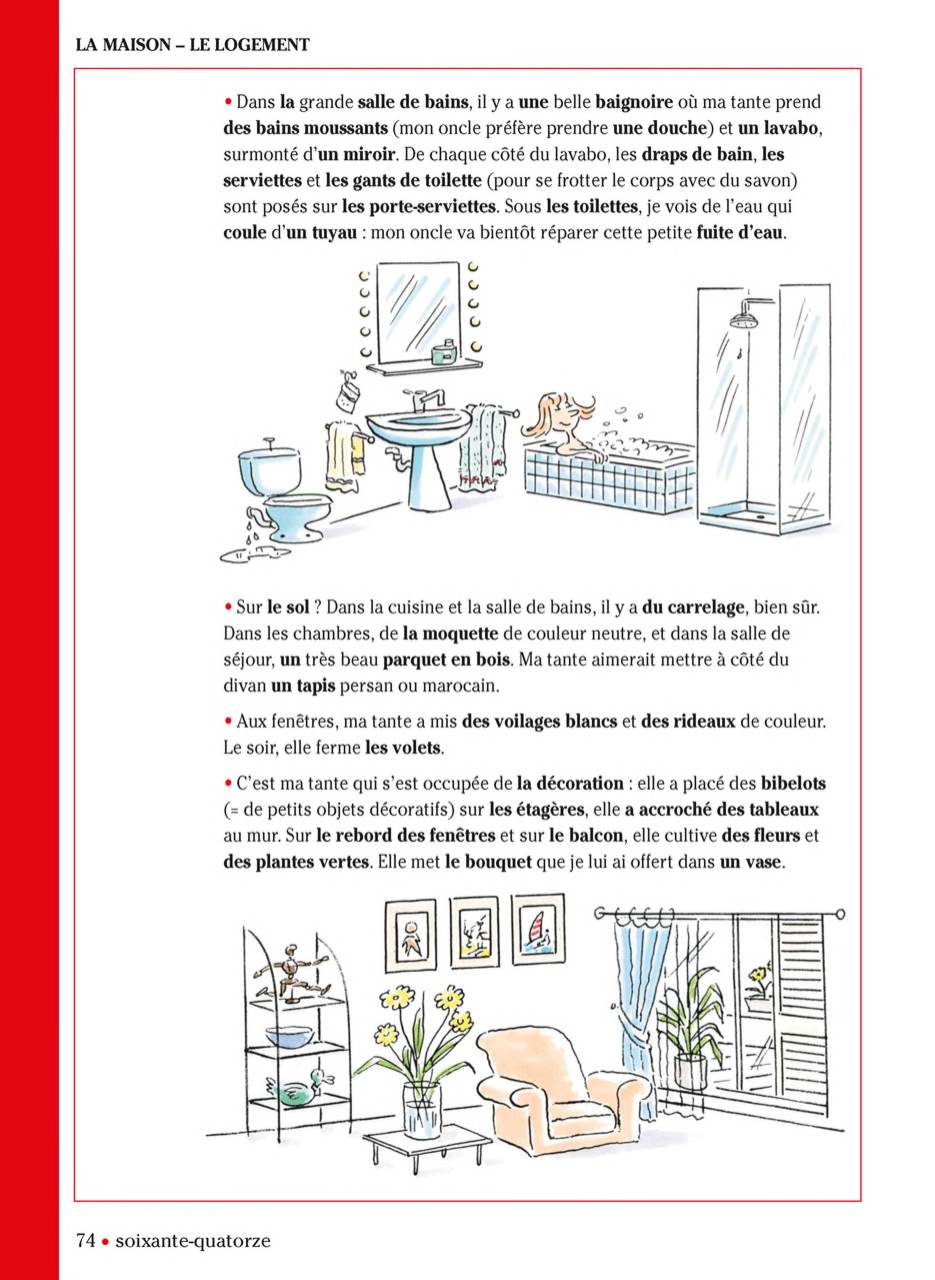 LA MAISON – LE LOGEMENT
• Dans la grande salle de bains, il y a une belle baignoire où ma tante prend
des bains moussants (mon oncle préfère prendre une douche) et un lavabo,
surmonté d’un miroir. De chaque côté du lavabo, les draps de bain, les
serviettes et les gants de toilette (pour se frotter le corps avec du savon)
sont posés sur les porte-serviettes. Sous les toilettes, je vois de l’eau qui
coule d’un tuyau : mon oncle va bientôt réparer cette petite fuite d’eau.
• Sur le sol ? Dans la cuisine et la salle de bains, il y a du carrelage, bien sûr.
Dans les chambres, de la moquette de couleur neutre, et dans la salle de
séjour, un très beau parquet en bois. Ma tante aimerait mettre à côté du
divan un tapis persan ou marocain.
• Aux fenêtres, ma tante a mis des voilages blancs et des rideaux de couleur.
Le soir, elle ferme les volets.
• C’est ma tante qui s’est occupée de la décoration : elle a placé des bibelots
(= de petits objets décoratifs) sur les étagères, elle a accroché des tableaux
au mur. Sur le rebord des fenêtres et sur le balcon, elle cultive des fleurs et
des plantes vertes. Elle met le bouquet que je lui ai offert dans un vase.
74 • soixante-quatorze